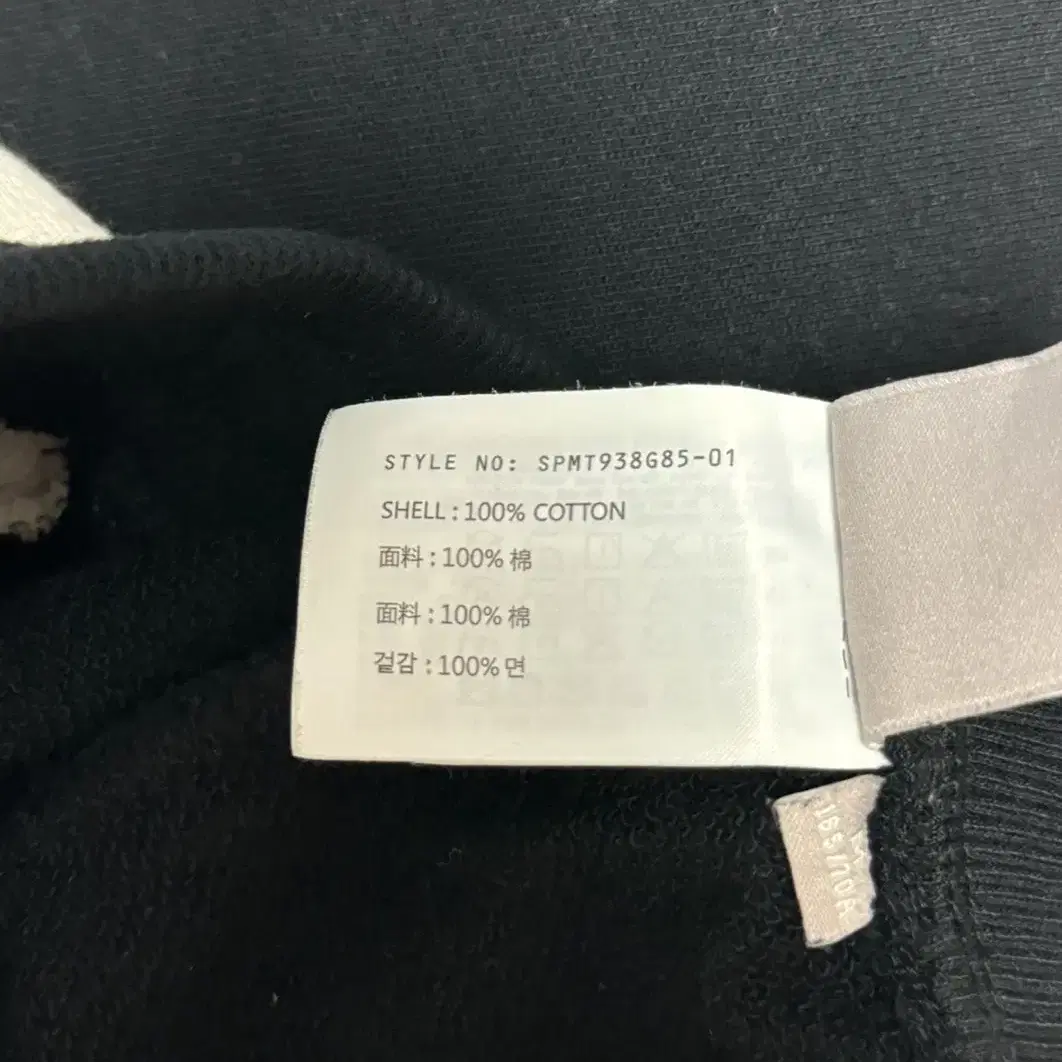 STYLE NO: SPMT938G85-01
SHELL : 100% COTTON
面料 : 100% 棉
面料 : 100% 棉
겉감 : 100% 면